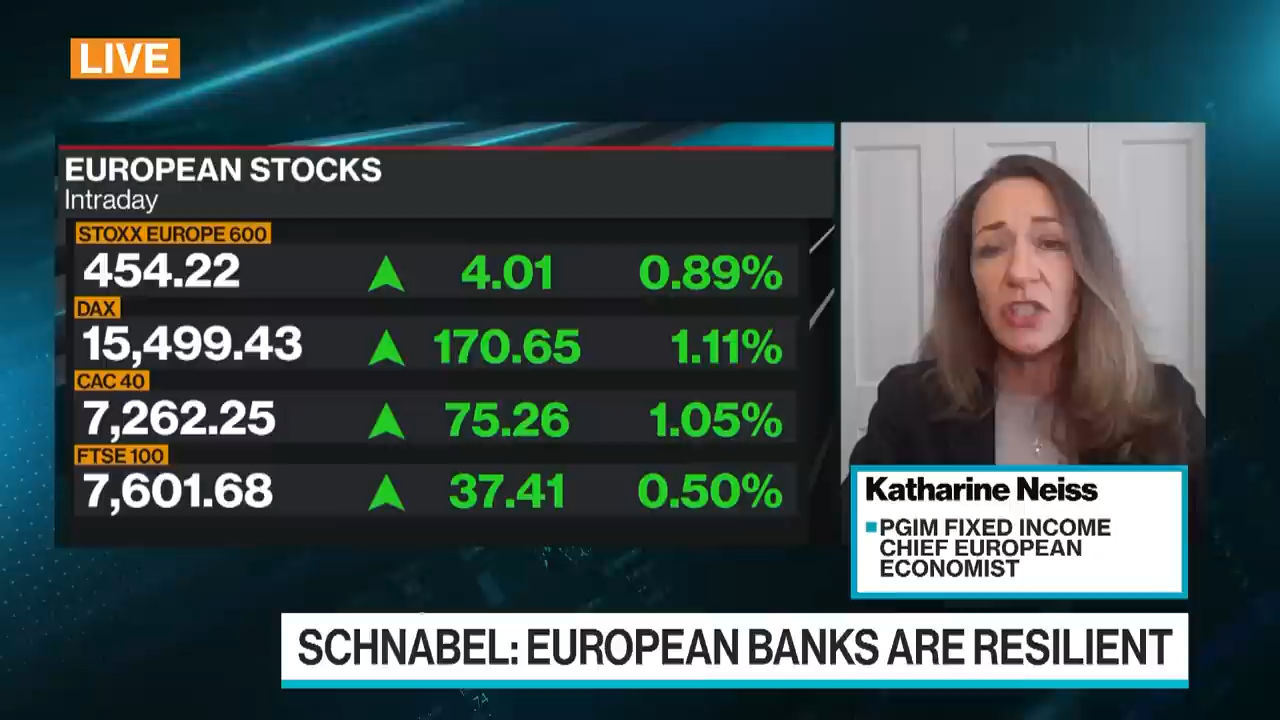 LIVE
EUROPEAN STOCKS
Intraday
STOXX EUROPE 600
454.22 ▲ 4.01 0.89%
DAX
15,499.43 ▲ 170.65 1.11%
CAC 40
7,262.25 ▲ 75.26 1.05%
FTSE 100
7,601.68 ▲ 37.41 0.50%
Katharine Neiss
PGIM FIXED INCOME
CHIEF EUROPEAN
ECONOMIST
SCHNABEL: EUROPEAN BANKS ARE RESILIENT